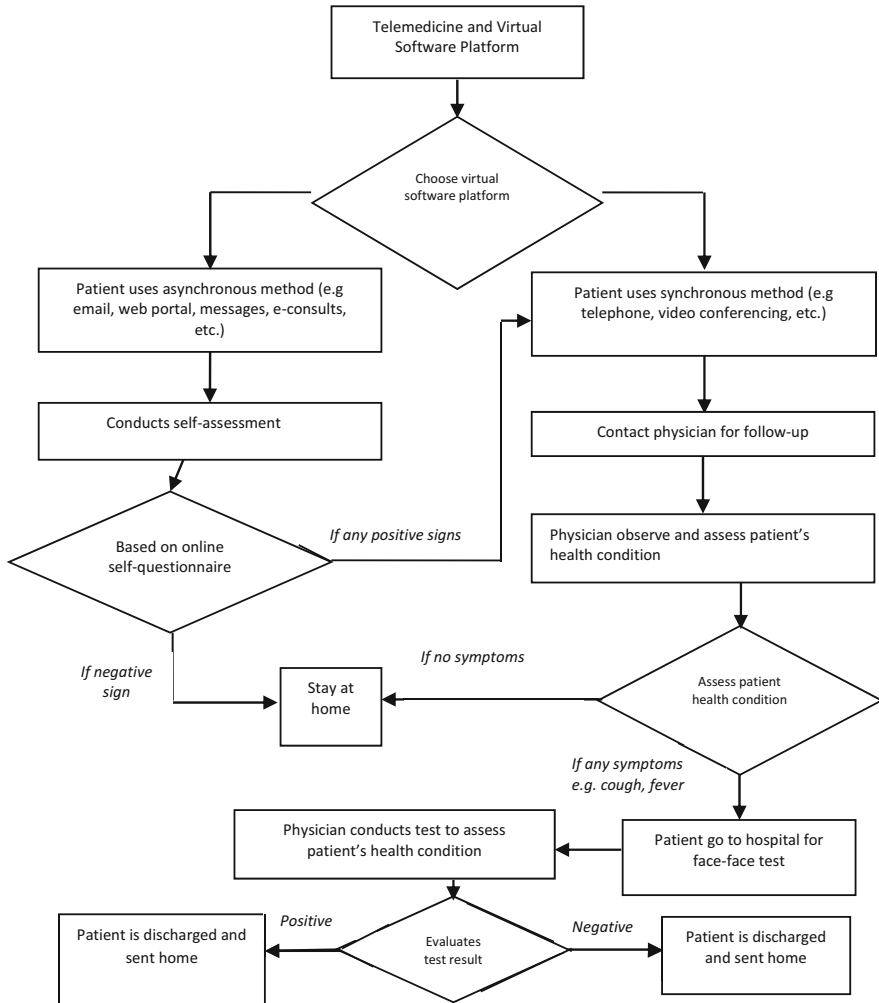 Telemedicine and Virtual
Software Platform
Choose virtual
software platform
Patient uses asynchronous method (e.g
email, web portal, messages, e-consults,
etc.)
Patient uses synchronous method (e.g
telephone, video conferencing, etc.)
Conducts self-assessment
Contact physician for follow-up
Based on online
self-questionnaire
If any positive signs
Physician observe and assess patient’s
health condition
If negative
sign
Stay at
home
If no symptoms
Assess patient
health condition
If any symptoms
e.g. cough, fever
Physician conducts test to assess
patient’s health condition
Patient go to hospital for
face-face test
Patient is discharged and
sent home
Positive
Evaluates
test result
Negative
Patient is discharged
and sent home